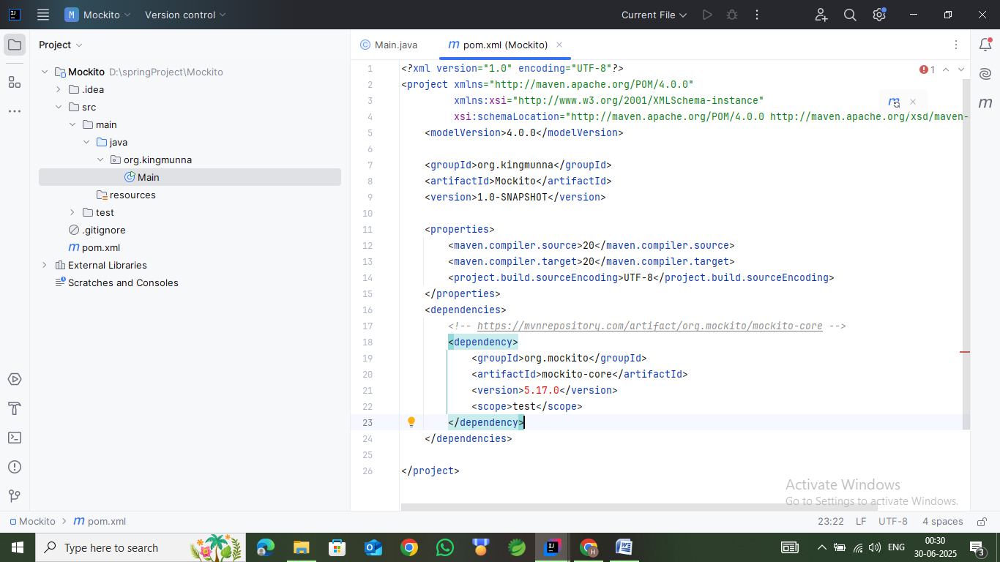 M Mockito Version control Current File
Project
Main.java
pom.xml (Mockito)
Mockito D:\springProject\Mockito
.idea
src
main
java
org.kingmunna
Main
resources
test
.gitignore
m pom.xml
External Libraries
Scratches and Consoles
1 <?xml version="1.0" encoding="UTF-8"?>
2 <project xmlns="http://maven.apache.org/POM/4.0.0"
3 xmlns:xsi="http://www.w3.org/2001/XMLSchema-instance"
4 xsi:schemaLocation="http://maven.apache.org/POM/4.0.0 http://maven.apache.org/xsd/maven-
5 <modelVersion>4.0.0</modelVersion>
6
7 <groupId>org.kingmunna</groupId>
8 <artifactId>Mockito</artifactId>
9 <version>1.0-SNAPSHOT</version>
10
11 <properties>
12 <maven.compiler.source>20</maven.compiler.source>
13 <maven.compiler.target>20</maven.compiler.target>
14 <project.build.sourceEncoding>UTF-8</project.build.sourceEncoding>
15 </properties>
16 <dependencies>
17 <!-- https://mvnrepository.com/artifact/org.mockito/mockito-core -->
18 <dependency>
19 <groupId>org.mockito</groupId>
20 <artifactId>mockito-core</artifactId>
21 <version>5.17.0</version>
22 <scope>test</scope>
23 </dependency>
24 </dependencies>
25
26 </project>
1
Activate Windows
Go to Settings to activate Windows.
Mockito > m pom.xml
23:22 LF UTF-8 4 spaces
Type here to search
ENG
00:30
30-06-2025
3